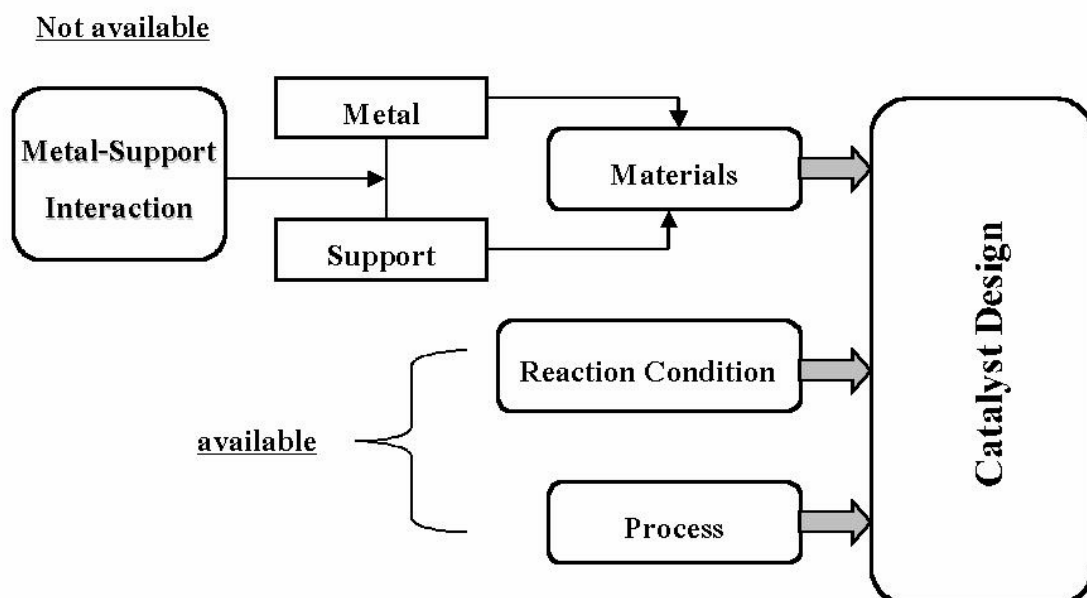 Not available
Metal
Metal-Support
Interaction
Materials
Support
Reaction Condition
available
Process
Catalyst Design